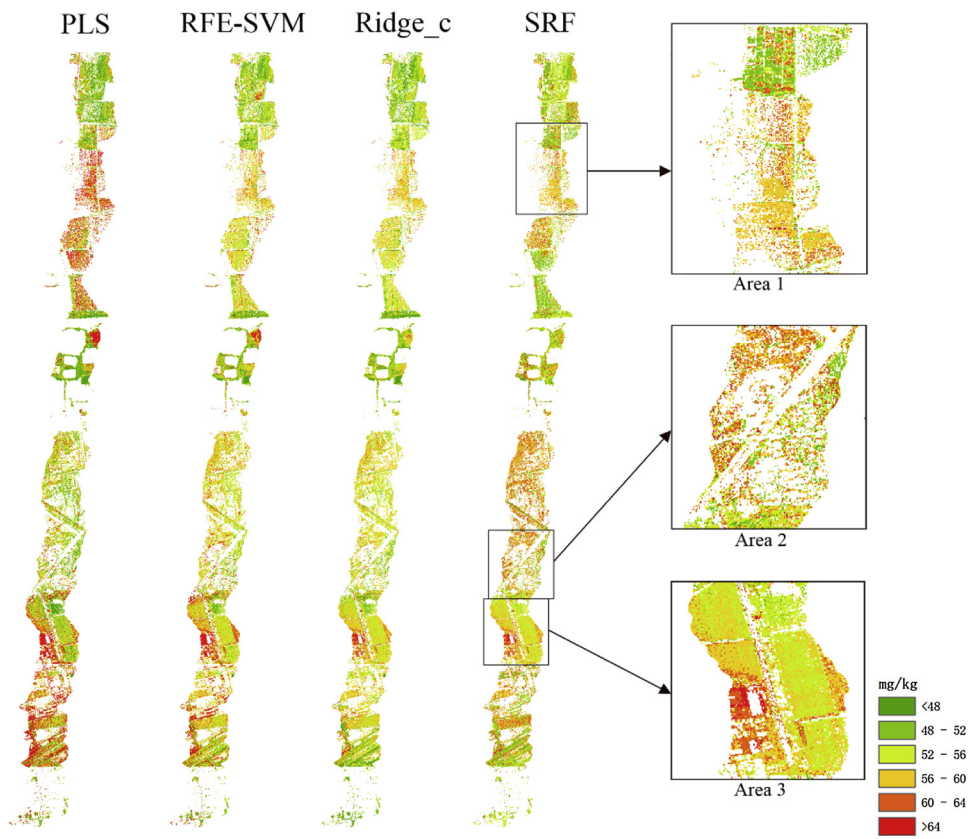 PLS RFE-SVM Ridge_c SRF
Area 1
Area 2
Area 3
mg/kg
<48
48 - 52
52 - 56
56 - 60
60 - 64
>64